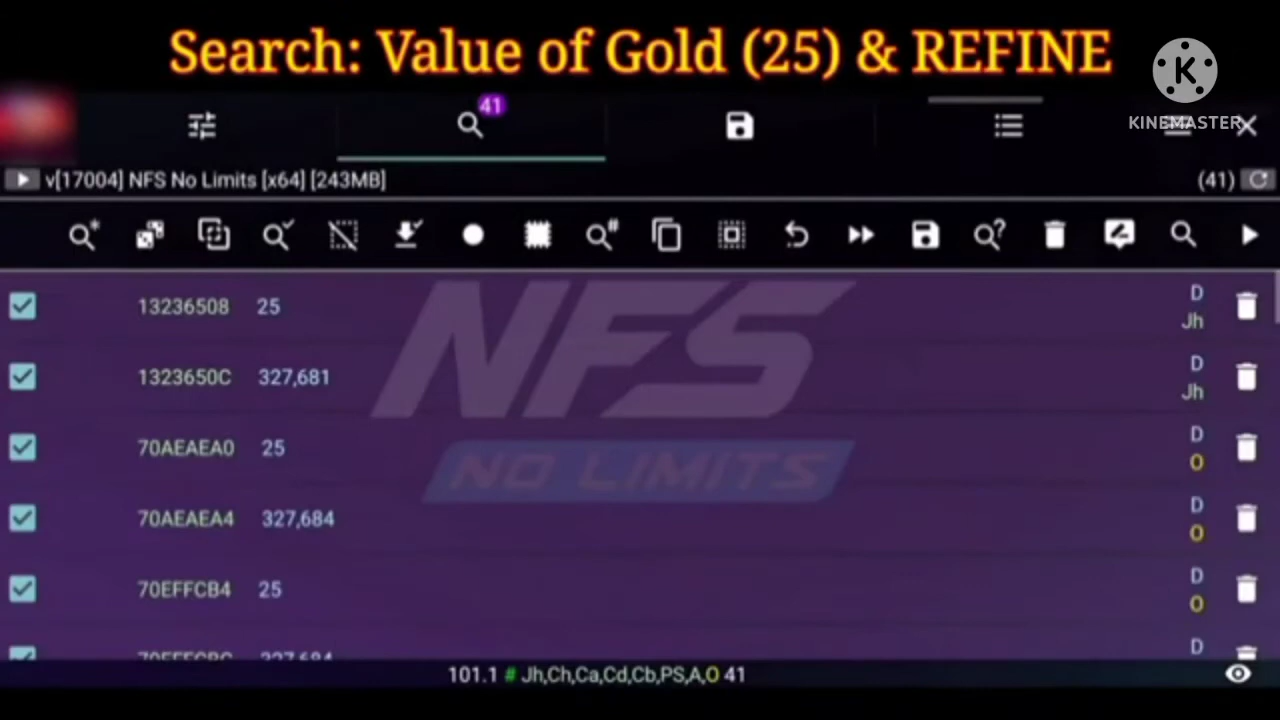 Search: Value of Gold (25) & REFINE
KINEMASTER
41
v[17004] NFS No Limits [x64] [243MB] (41)
NFS
NO LIMITS
13236508 25 D
Jh
1323650C 327,681 D
Jh
70AEAEA0 25 D
O
70AEAEA4 327,684 D
O
70EFFCB4 25 D
O
D
101.1 # Jh,Ch,Ca,Cd,Cb,PS,A,O 41